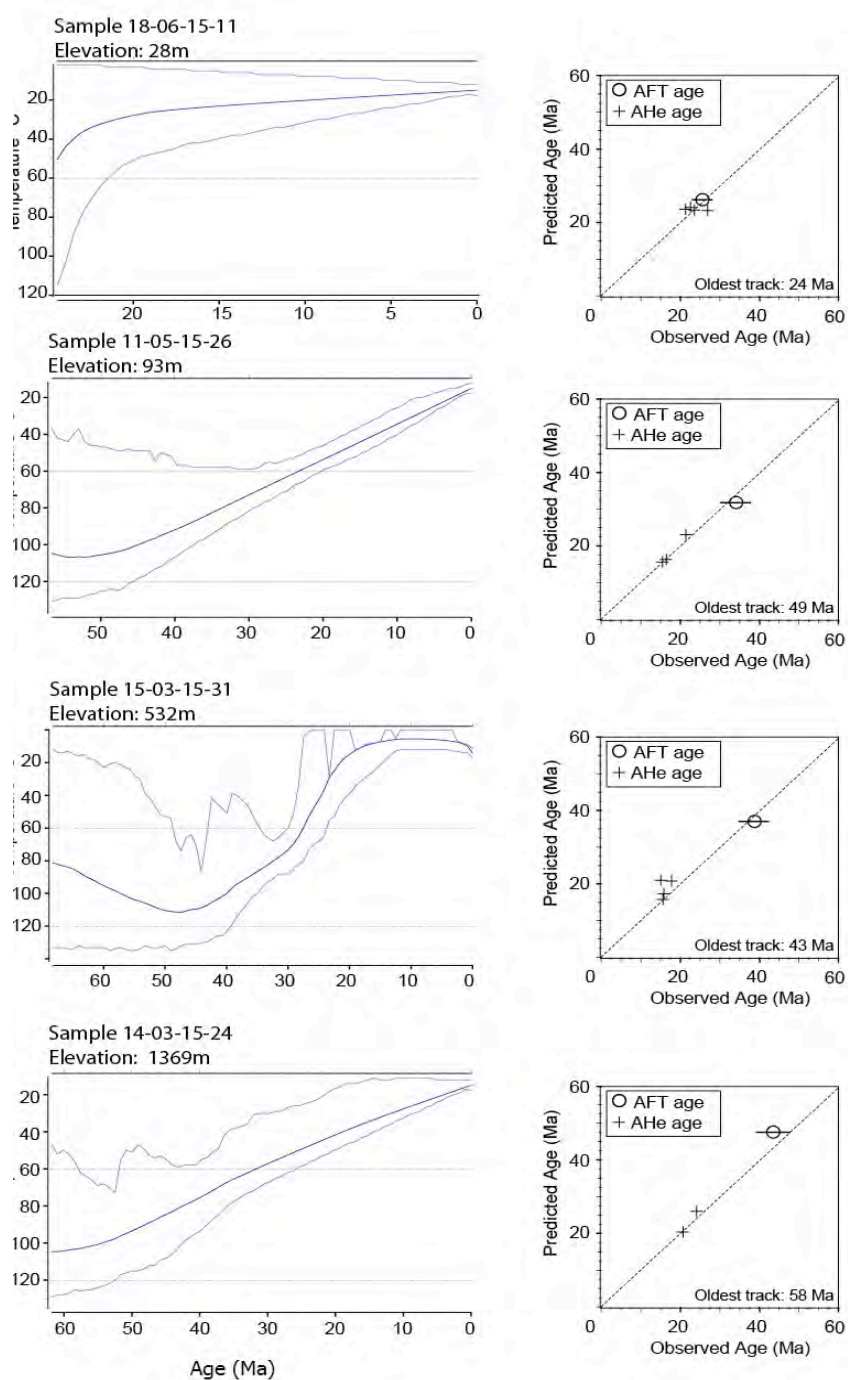 Sample 18-06-15-11
Elevation: 28m
20
40
60
80
100
120
20
15
10
5
0
60
40
20
0
20
40
60
Predicted Age (Ma)
AFT age
AHe age
Oldest track: 24 Ma
Observed Age (Ma)
Sample 11-05-15-26
Elevation: 93m
20
40
60
80
100
120
50
40
30
20
10
0
60
40
20
0
20
40
60
Predicted Age (Ma)
AFT age
AHe age
Oldest track: 49 Ma
Observed Age (Ma)
Sample 15-03-15-31
Elevation: 532m
20
40
60
80
100
120
60
50
40
30
20
10
0
60
40
20
0
20
40
60
Predicted Age (Ma)
AFT age
AHe age
Oldest track: 43 Ma
Observed Age (Ma)
Sample 14-03-15-24
Elevation: 1369m
20
40
60
80
100
120
60
50
40
30
20
10
0
Age (Ma)
60
40
20
0
20
40
60
Predicted Age (Ma)
AFT age
AHe age
Oldest track: 58 Ma
Observed Age (Ma)